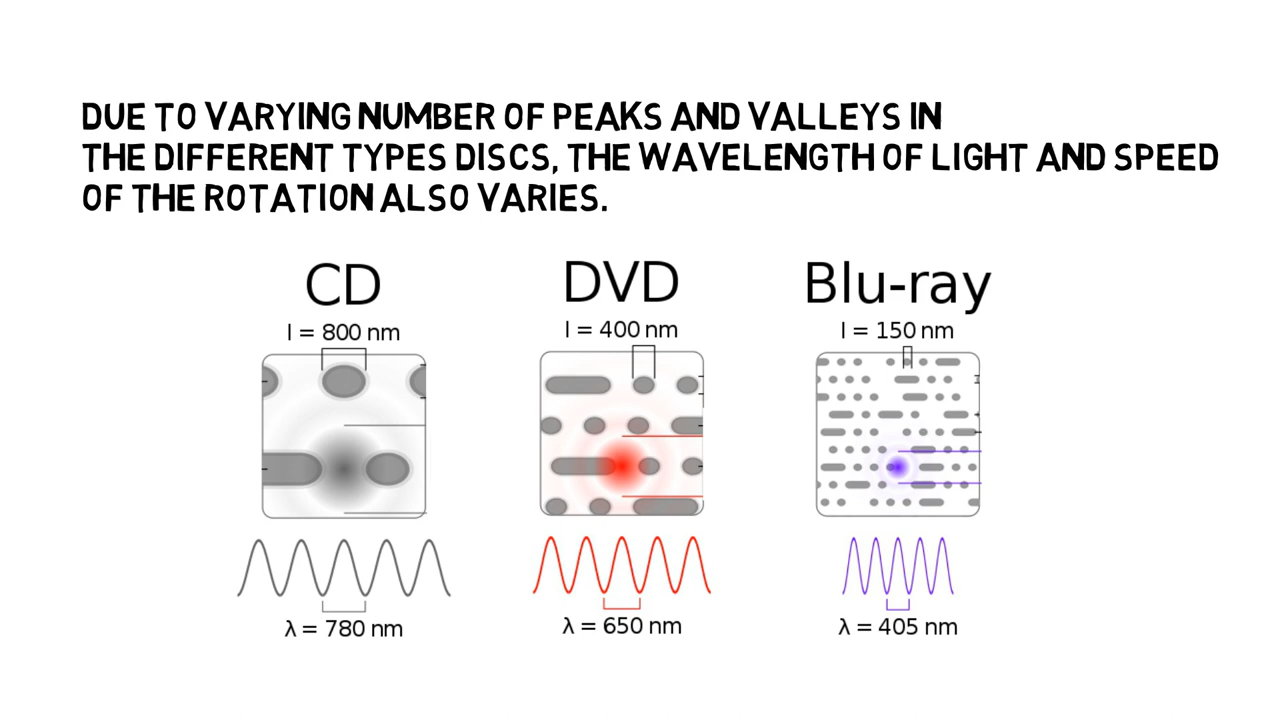 DUE TO VARYING NUMBER OF PEAKS AND VALLEYS IN
THE DIFFERENT TYPES DISCS, THE WAVELENGTH OF LIGHT AND SPEED
OF THE ROTATION ALSO VARIES.
CD DVD Blu-ray
l = 800 nm l = 400 nm l = 150 nm
λ = 780 nm λ = 650 nm λ = 405 nm